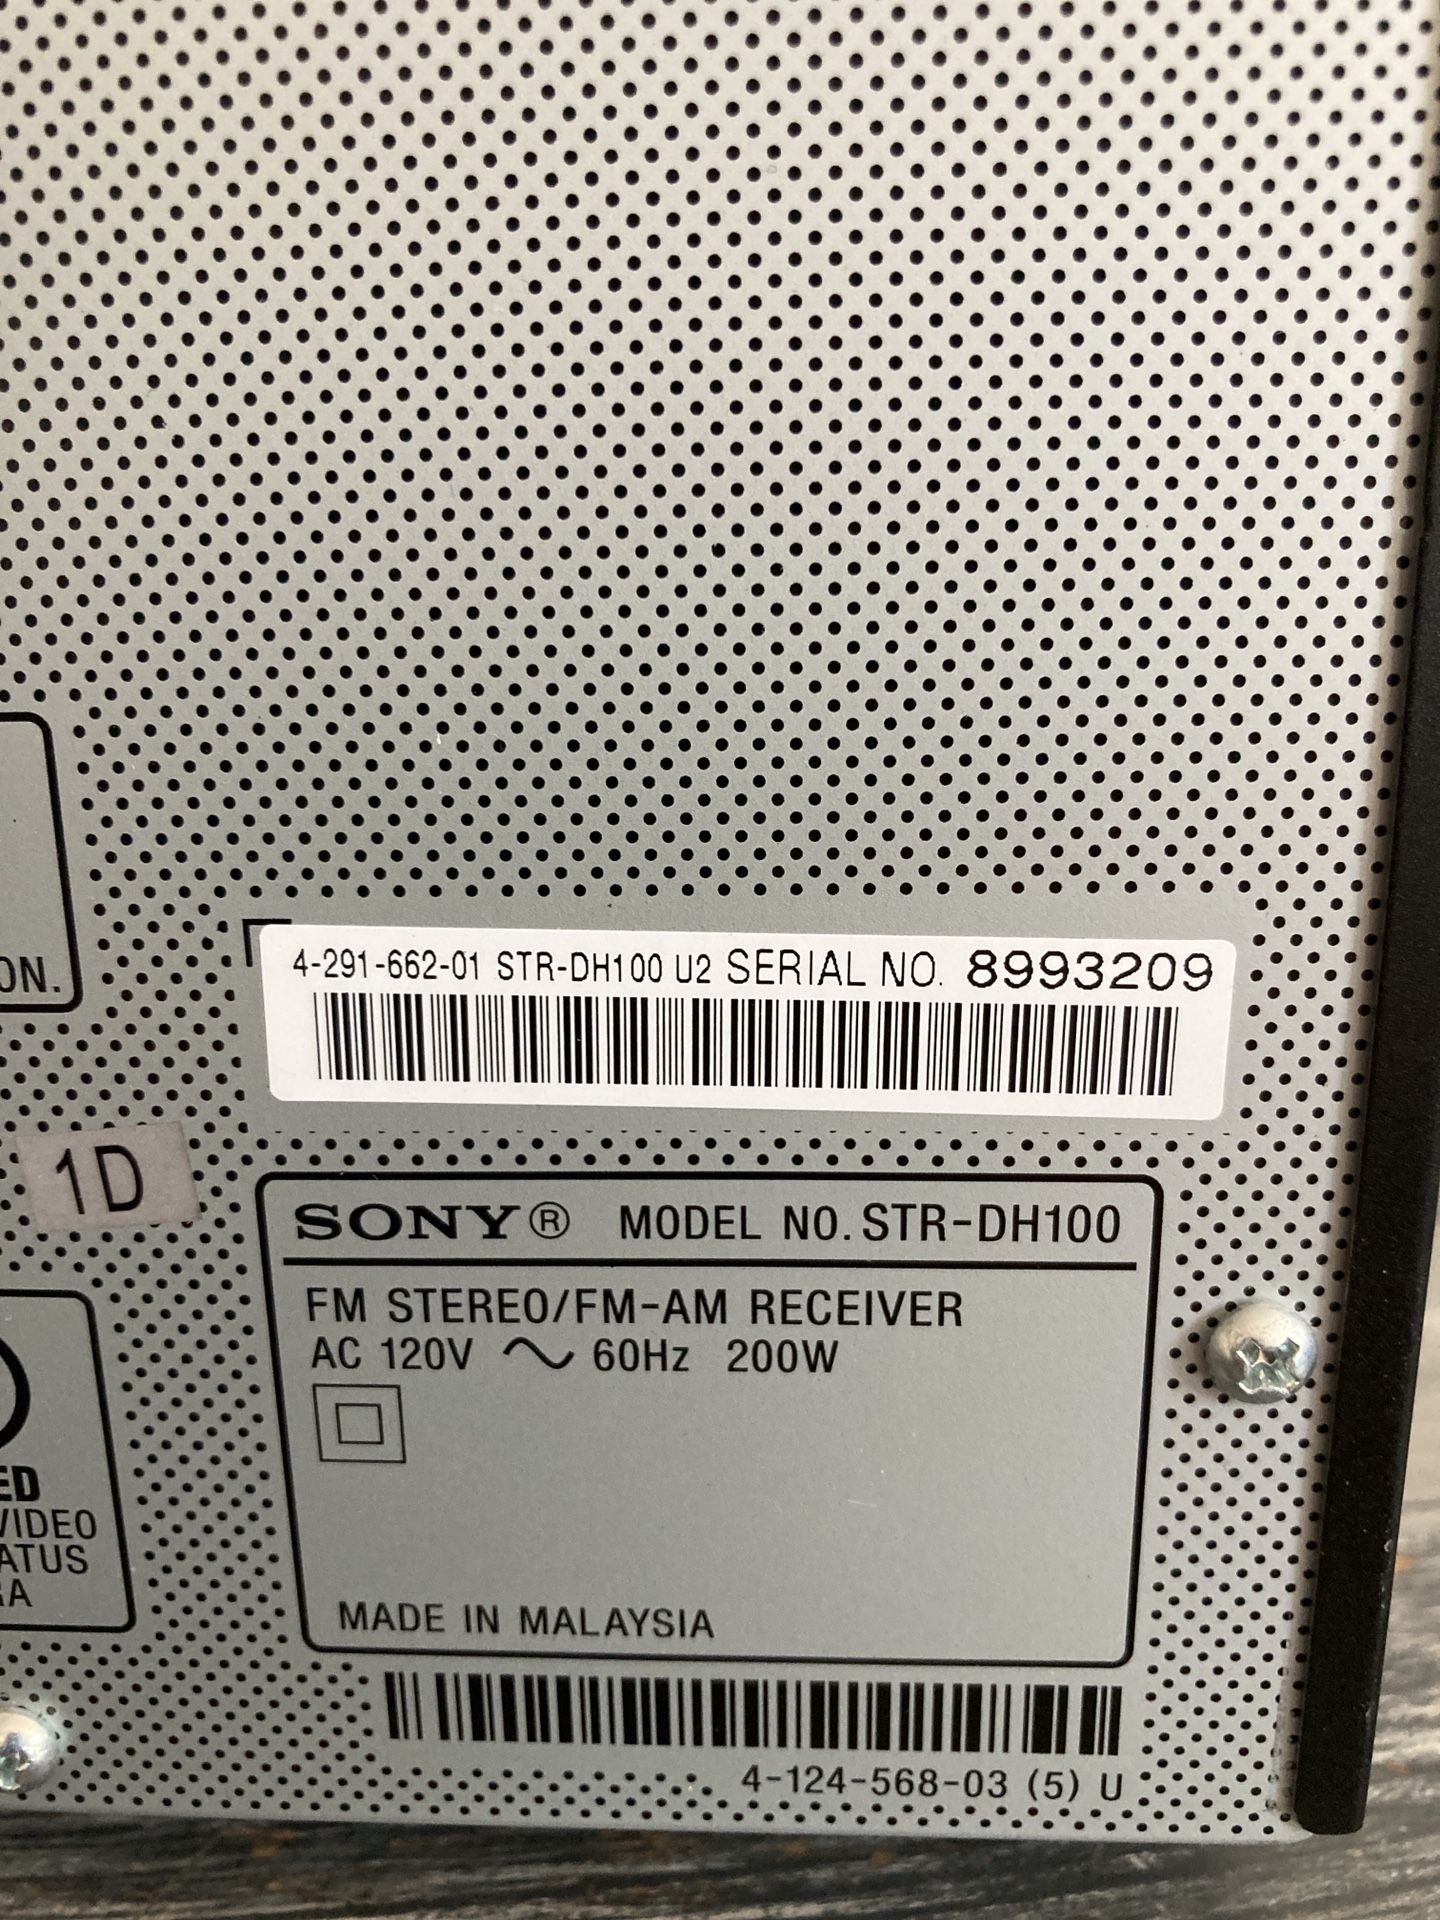 ON.
4-291-662-01 STR-DH100 U2 SERIAL NO. 8993209
1D
SONY® MODEL NO. STR-DH100
FM STEREO/FM-AM RECEIVER
AC 120V ∼ 60Hz 200W
ED
VIDEO
ATUS
RA
MADE IN MALAYSIA
4-124-568-03 (5) U